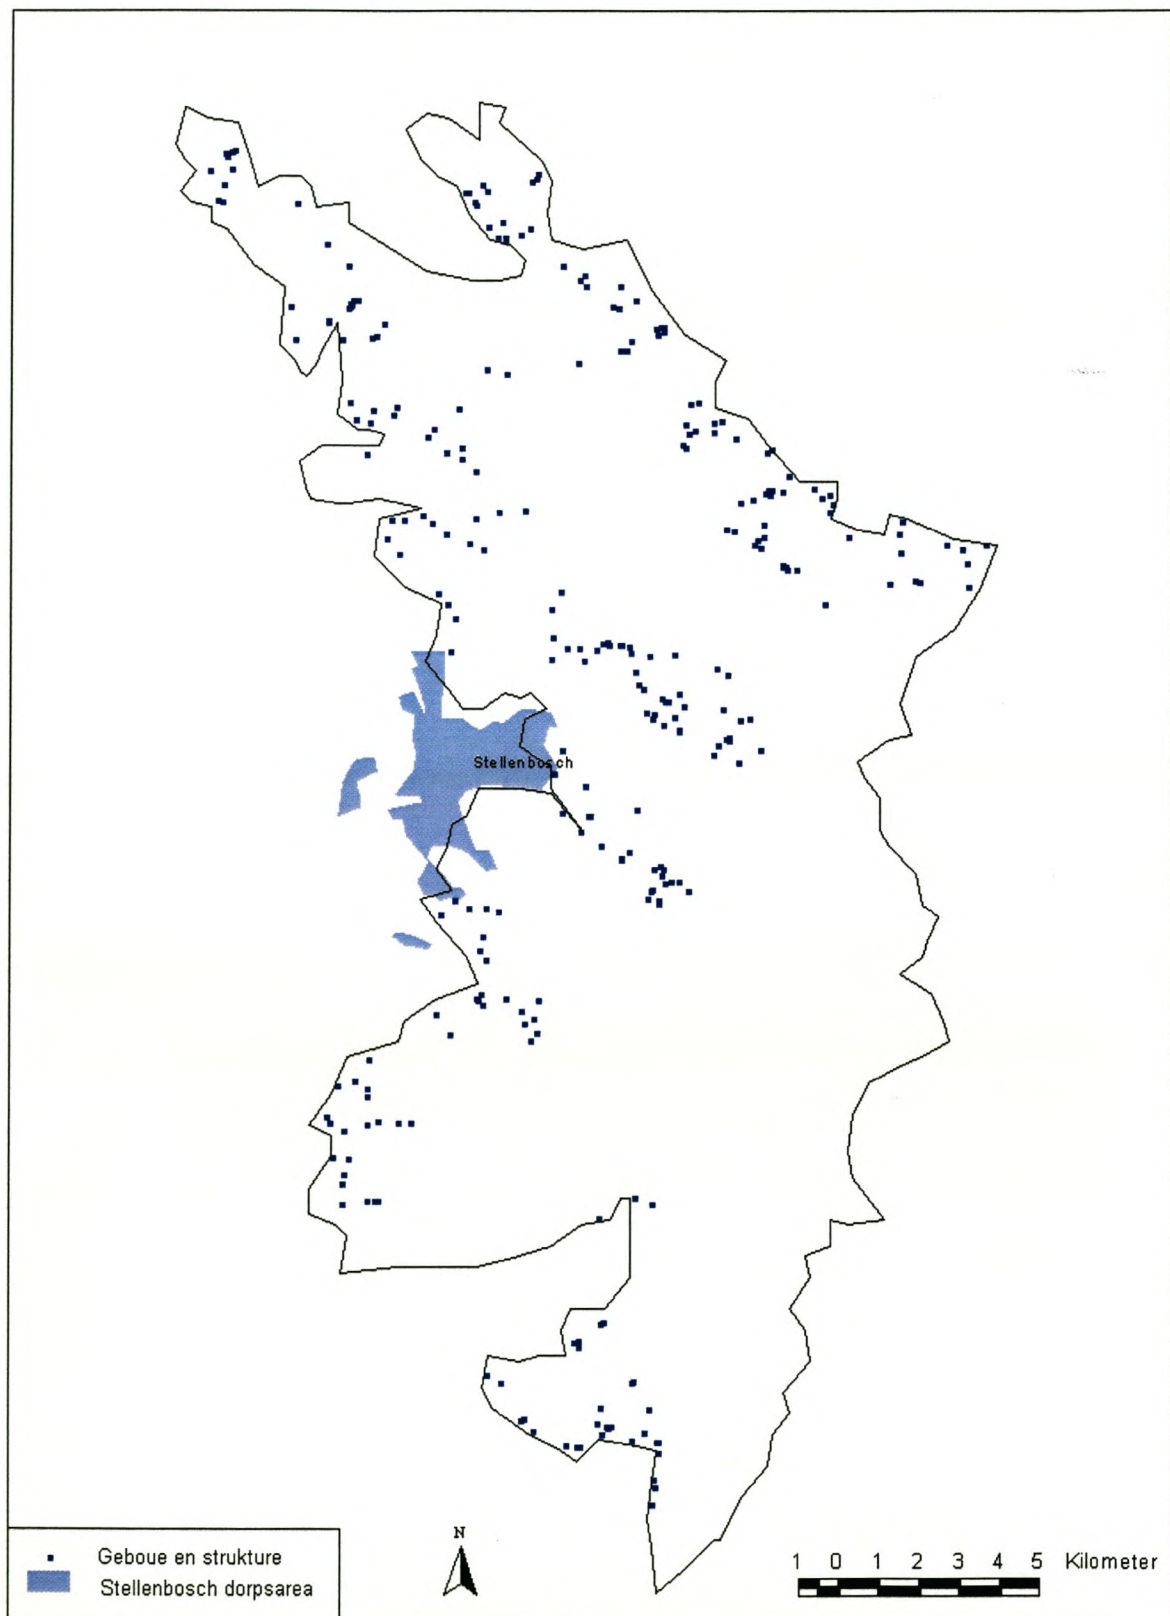 Stellenbosch
Geboue en strukture
Stellenbosch dorpsarea
N
1 0 1 2 3 4 5 Kilometer